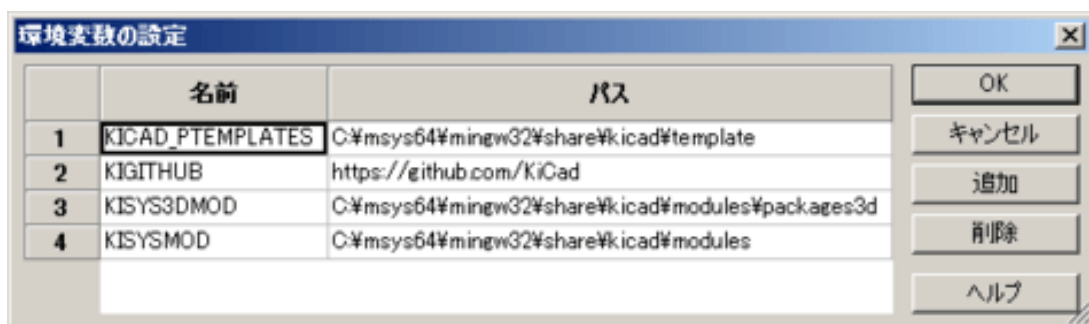 環境変数の設定
名前 パス
1 KICAD_PTEMPLATES C:¥msys64¥mingw32¥share¥kicad¥template
2 KIGITHUB https://github.com/KiCad
3 KISYS3DMOD C:¥msys64¥mingw32¥share¥kicad¥modules¥packages3d
4 KISYSMOD C:¥msys64¥mingw32¥share¥kicad¥modules
OK
キャンセル
追加
削除
ヘルプ